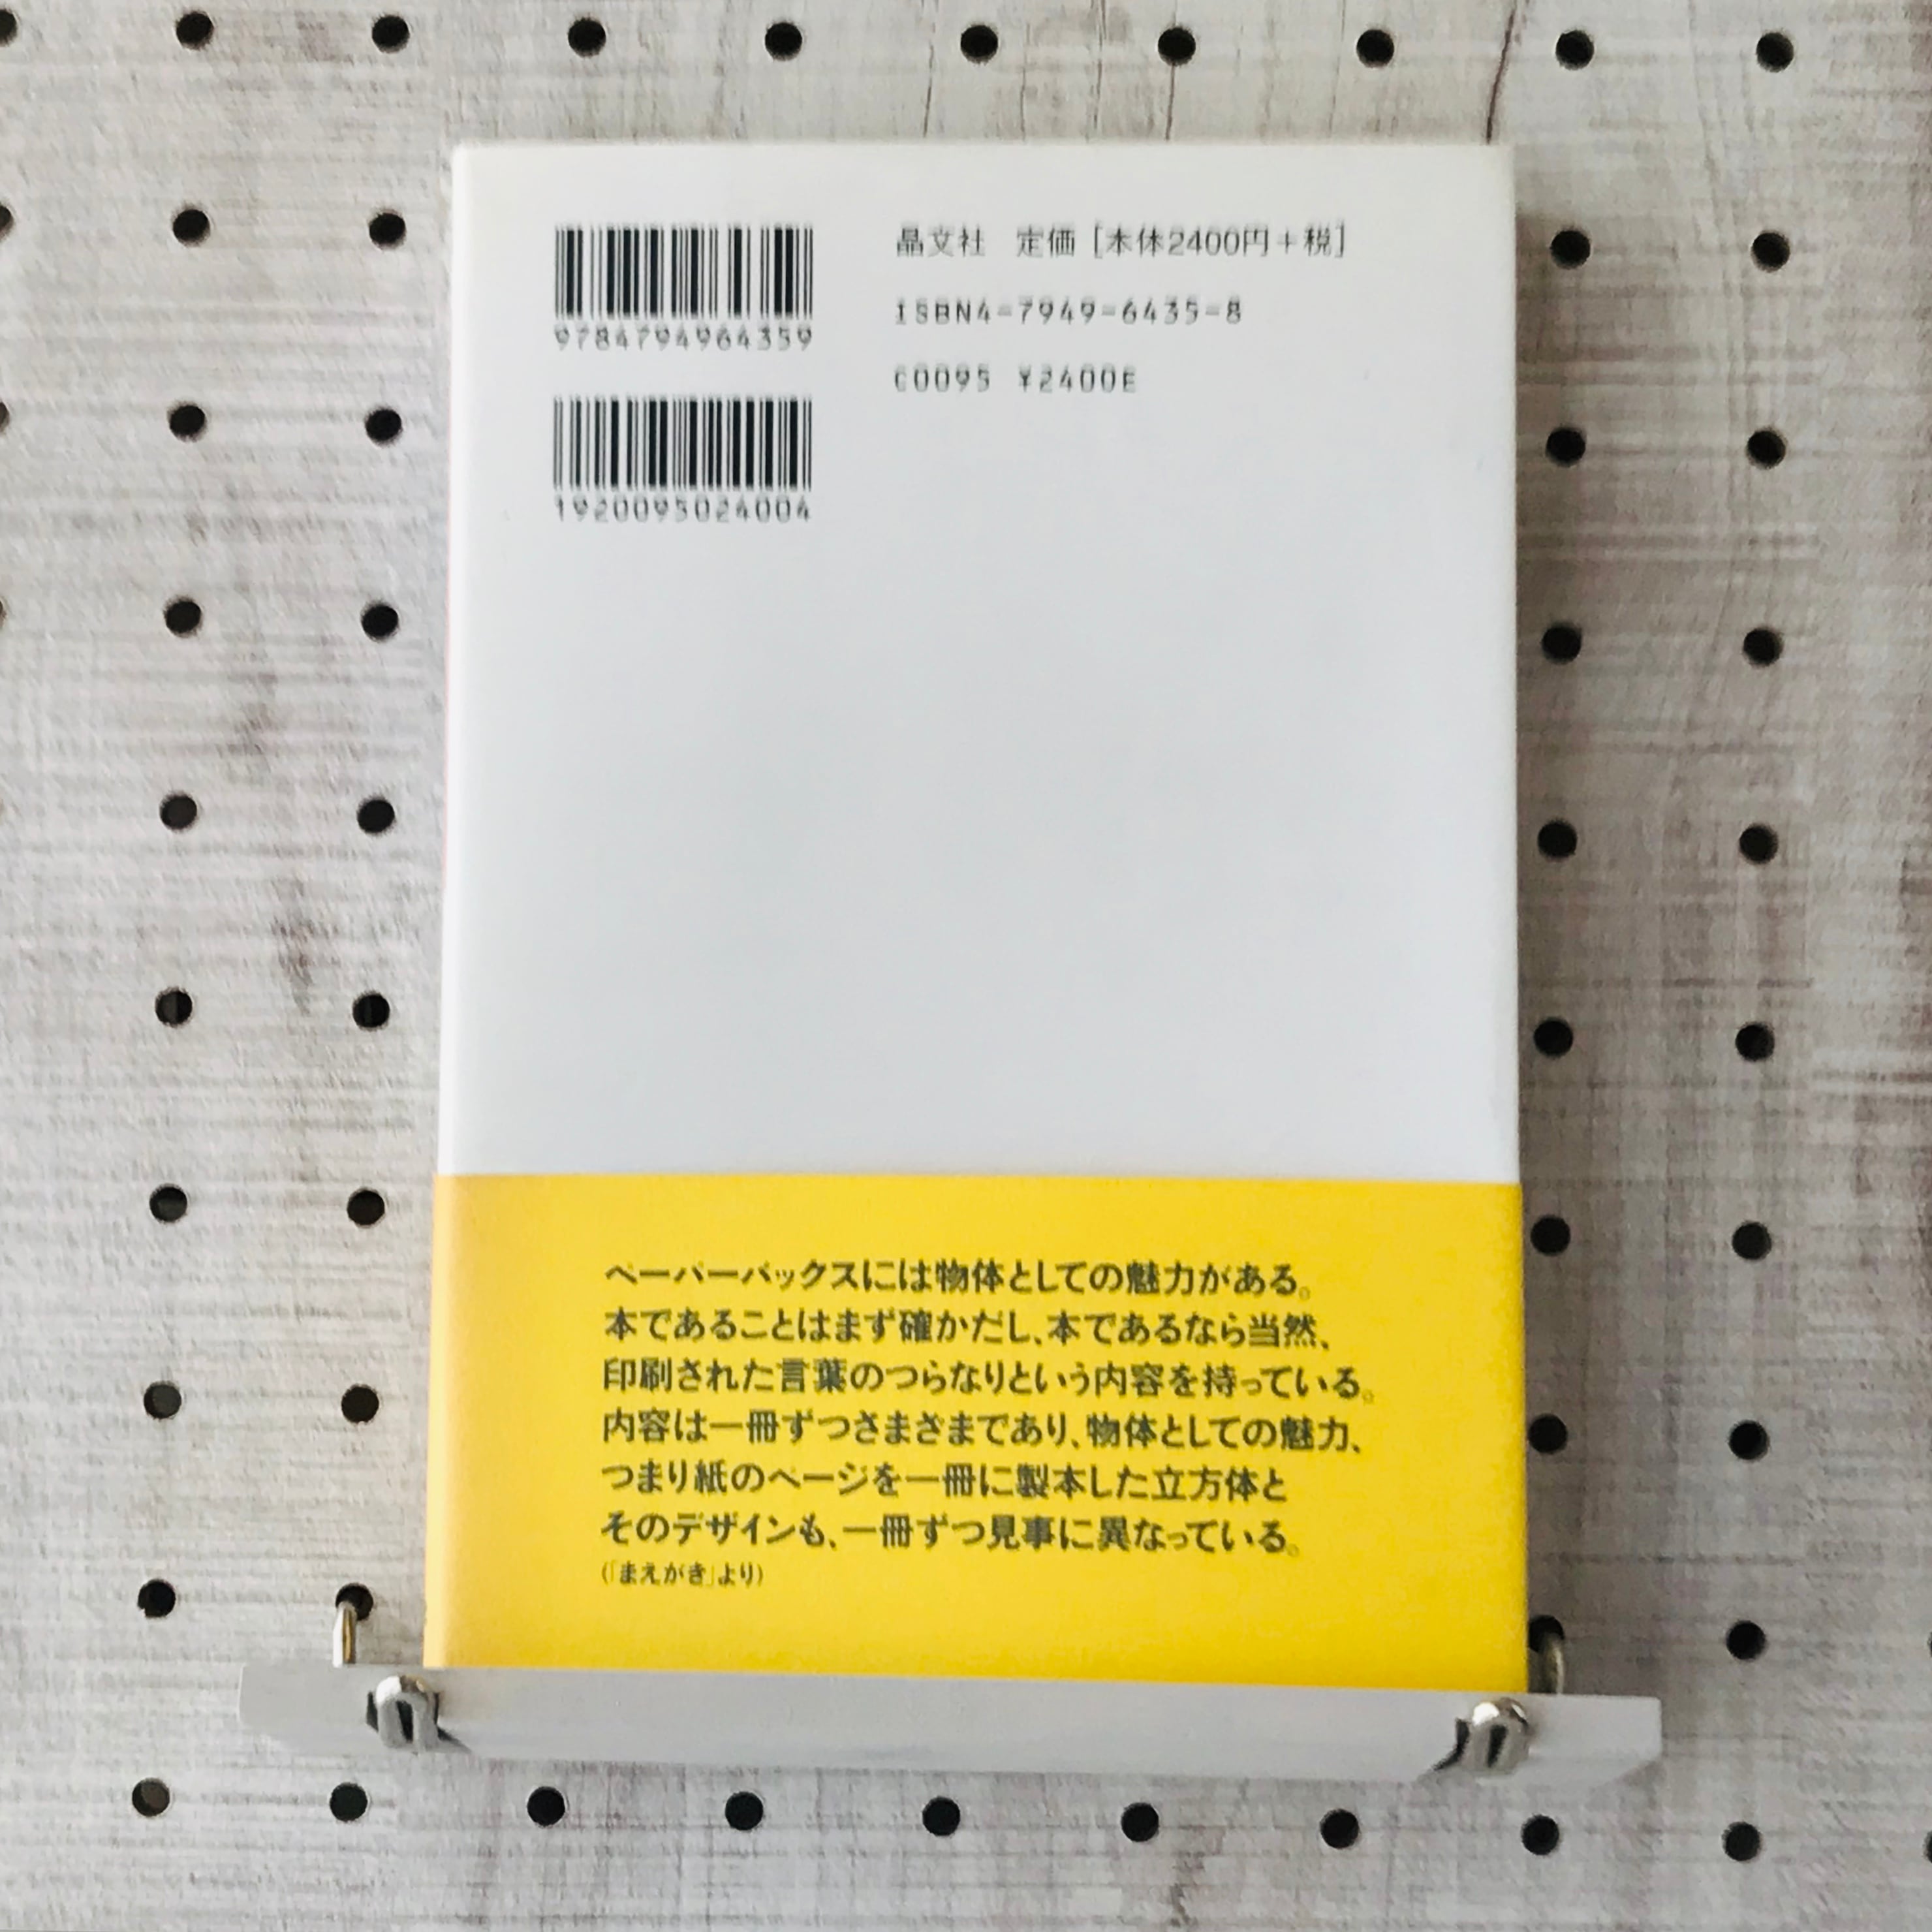 9784794964359
1920095024004
晶文社　定価［本体2400円＋税］
ISBN4-7949-6435-8
C0095 ¥2400E
ペーパーバックスには物体としての魅力がある。
本であることはまず確かだし、本であるなら当然、
印刷された言葉のつらなりという内容を持っている。
内容は一冊ずつさまざまであり、物体としての魅力、
つまり紙のページを一冊に製本した立方体と
そのデザインも、一冊ずつ見事に異なっている。
(「まえがき」より)